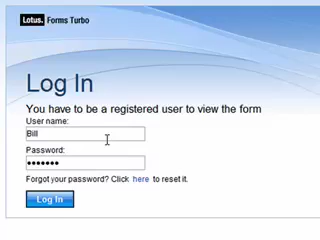 Lotus. Forms Turbo
Log In
You have to be a registered user to view the form
User name:
Bill
Password:
•••••••
Forgot your password? Click here to reset it.
Log In